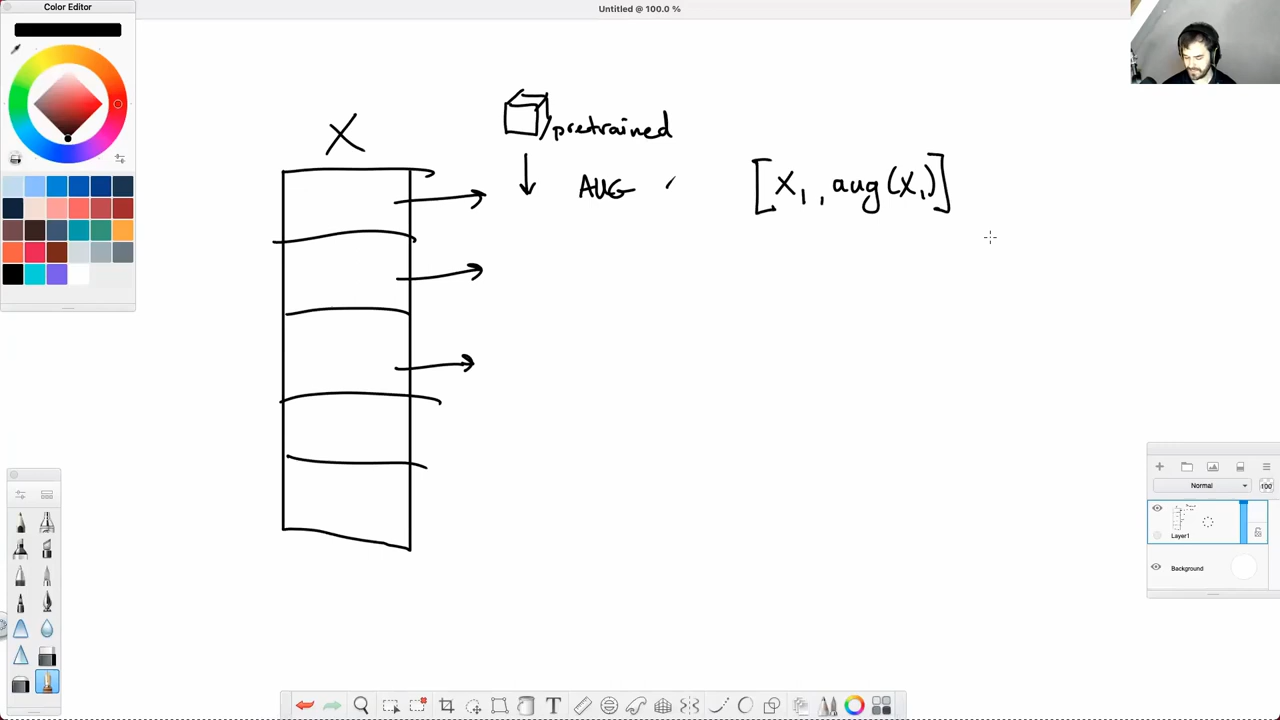 Color Editor
Untitled @ 100.0 %
X
pretrained
AUG
[X1, aug(X1)]
Normal
100
Layer1
Background
T